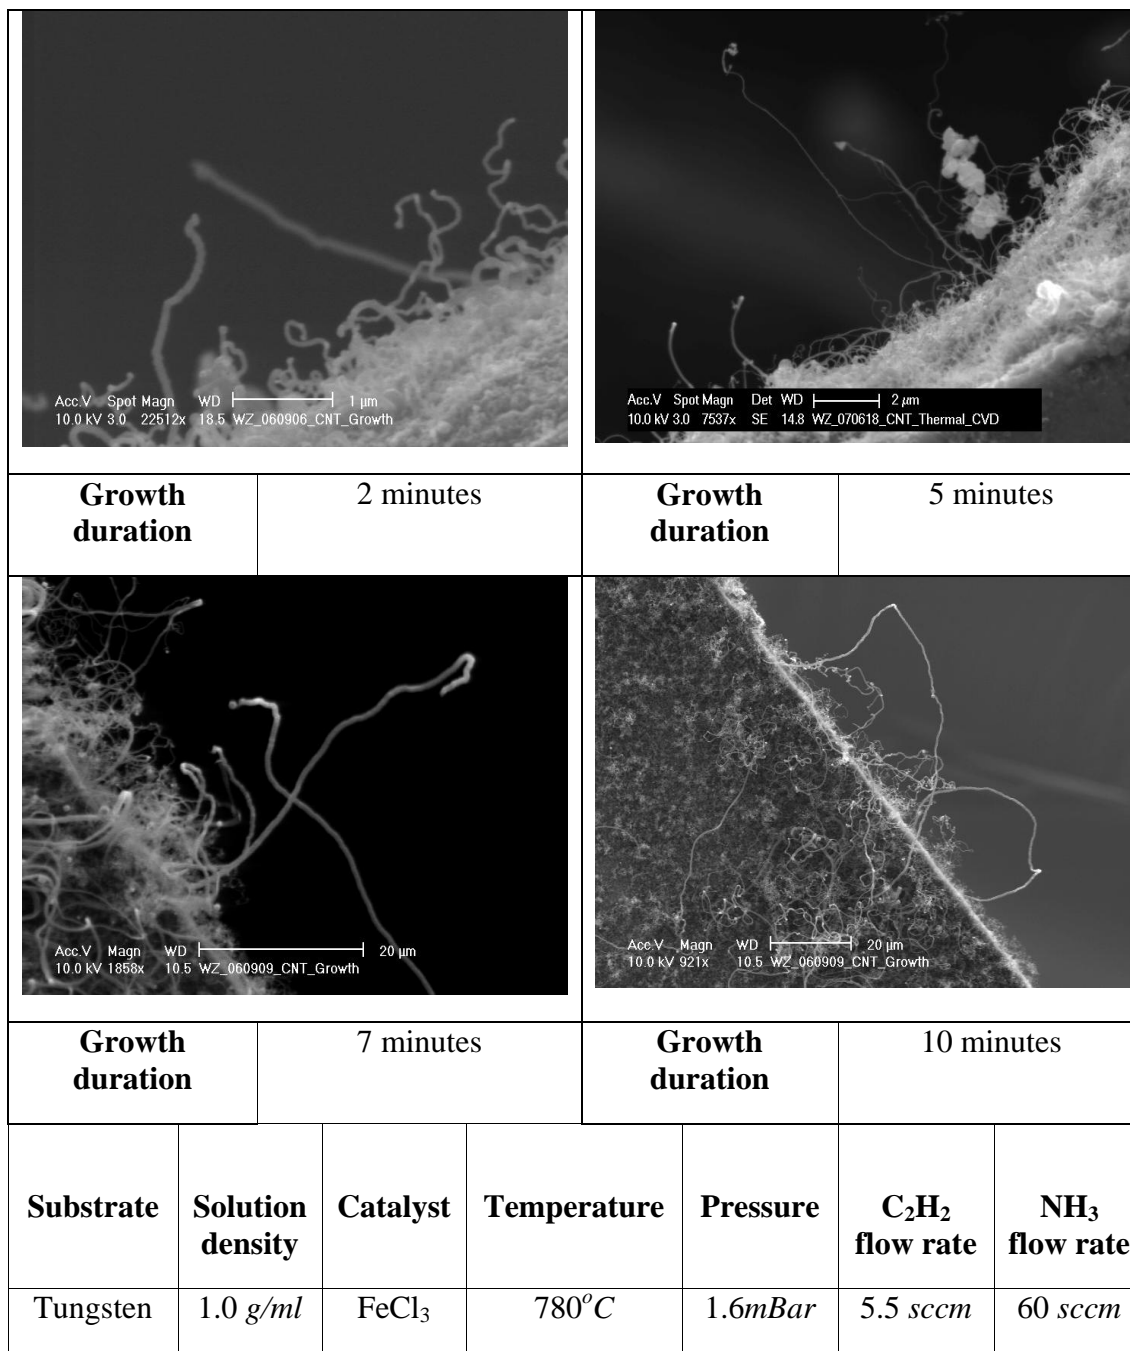 Acc.V Spot Magn WD 1 µm
10.0 kV 3.0 22512x 18.5 WZ_060906_CNT_Growth
Acc.V Spot Magn Det WD 2 µm
10.0 kV 3.0 7537x SE 14.8 WZ_070618_CNT_Thermal_CVD
Growth duration 2 minutes
Growth duration 5 minutes
Acc.V Magn WD 20 µm
10.0 kV 1858x 10.5 WZ_060909_CNT_Growth
Acc.V Magn WD 20 µm
10.0 kV 921x 10.5 WZ_060909_CNT_Growth
Growth duration 7 minutes
Growth duration 10 minutes
Substrate Solution density Catalyst Temperature Pressure C₂H₂ flow rate NH₃ flow rate
Tungsten 1.0 g/ml FeCl₃ 780°C 1.6mBar 5.5 sccm 60 sccm